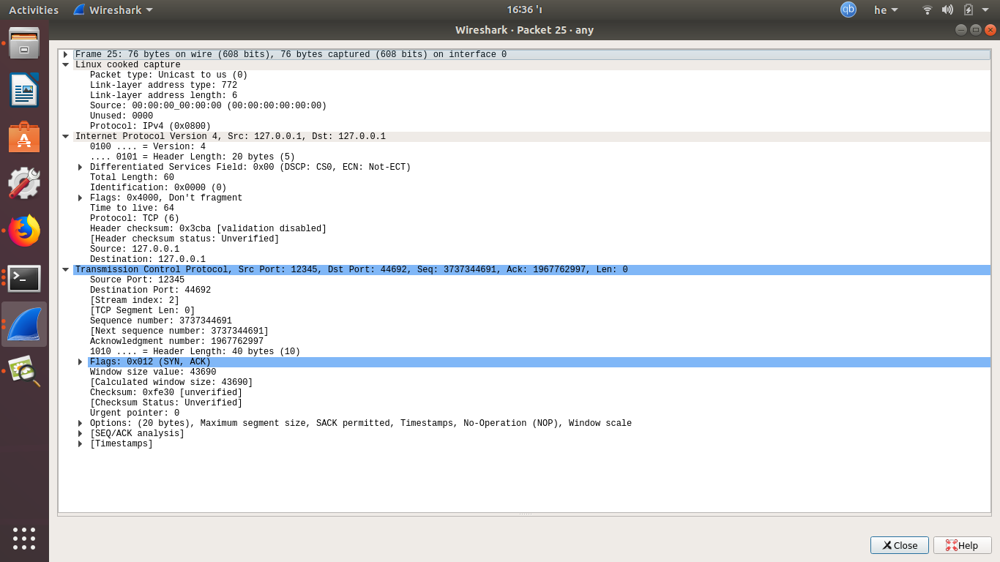 Activities
Wireshark
16:36 'ו
qb
he
Wireshark · Packet 25 · any
Frame 25: 76 bytes on wire (608 bits), 76 bytes captured (608 bits) on interface 0
Linux cooked capture
Packet type: Unicast to us (0)
Link-layer address type: 772
Link-layer address length: 6
Source: 00:00:00_00:00:00 (00:00:00:00:00:00)
Unused: 0000
Protocol: IPv4 (0x0800)
Internet Protocol Version 4, Src: 127.0.0.1, Dst: 127.0.0.1
0100 .... = Version: 4
.... 0101 = Header Length: 20 bytes (5)
Differentiated Services Field: 0x00 (DSCP: CS0, ECN: Not-ECT)
Total Length: 60
Identification: 0x0000 (0)
Flags: 0x4000, Don't fragment
Time to live: 64
Protocol: TCP (6)
Header checksum: 0x3cba [validation disabled]
[Header checksum status: Unverified]
Source: 127.0.0.1
Destination: 127.0.0.1
Transmission Control Protocol, Src Port: 12345, Dst Port: 44692, Seq: 3737344691, Ack: 1967762997, Len: 0
Source Port: 12345
Destination Port: 44692
[Stream index: 2]
[TCP Segment Len: 0]
Sequence number: 3737344691
[Next sequence number: 3737344691]
Acknowledgment number: 1967762997
1010 .... = Header Length: 40 bytes (10)
Flags: 0x012 (SYN, ACK)
Window size value: 43690
[Calculated window size: 43690]
Checksum: 0xfe30 [unverified]
[Checksum Status: Unverified]
Urgent pointer: 0
Options: (20 bytes), Maximum segment size, SACK permitted, Timestamps, No-Operation (NOP), Window scale
[SEQ/ACK analysis]
[Timestamps]
Close
Help